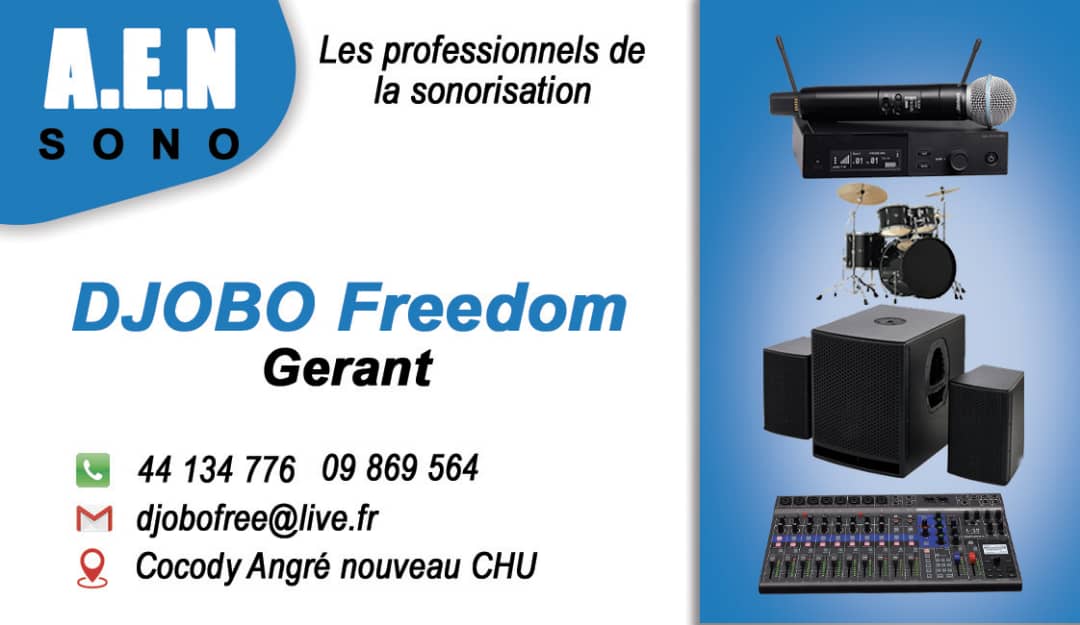 A.E.N
SONO
Les professionnels de
la sonorisation
DJOBO Freedom
Gerant
44 134 776 09 869 564
djobofree@live.fr
Cocody Angré nouveau CHU